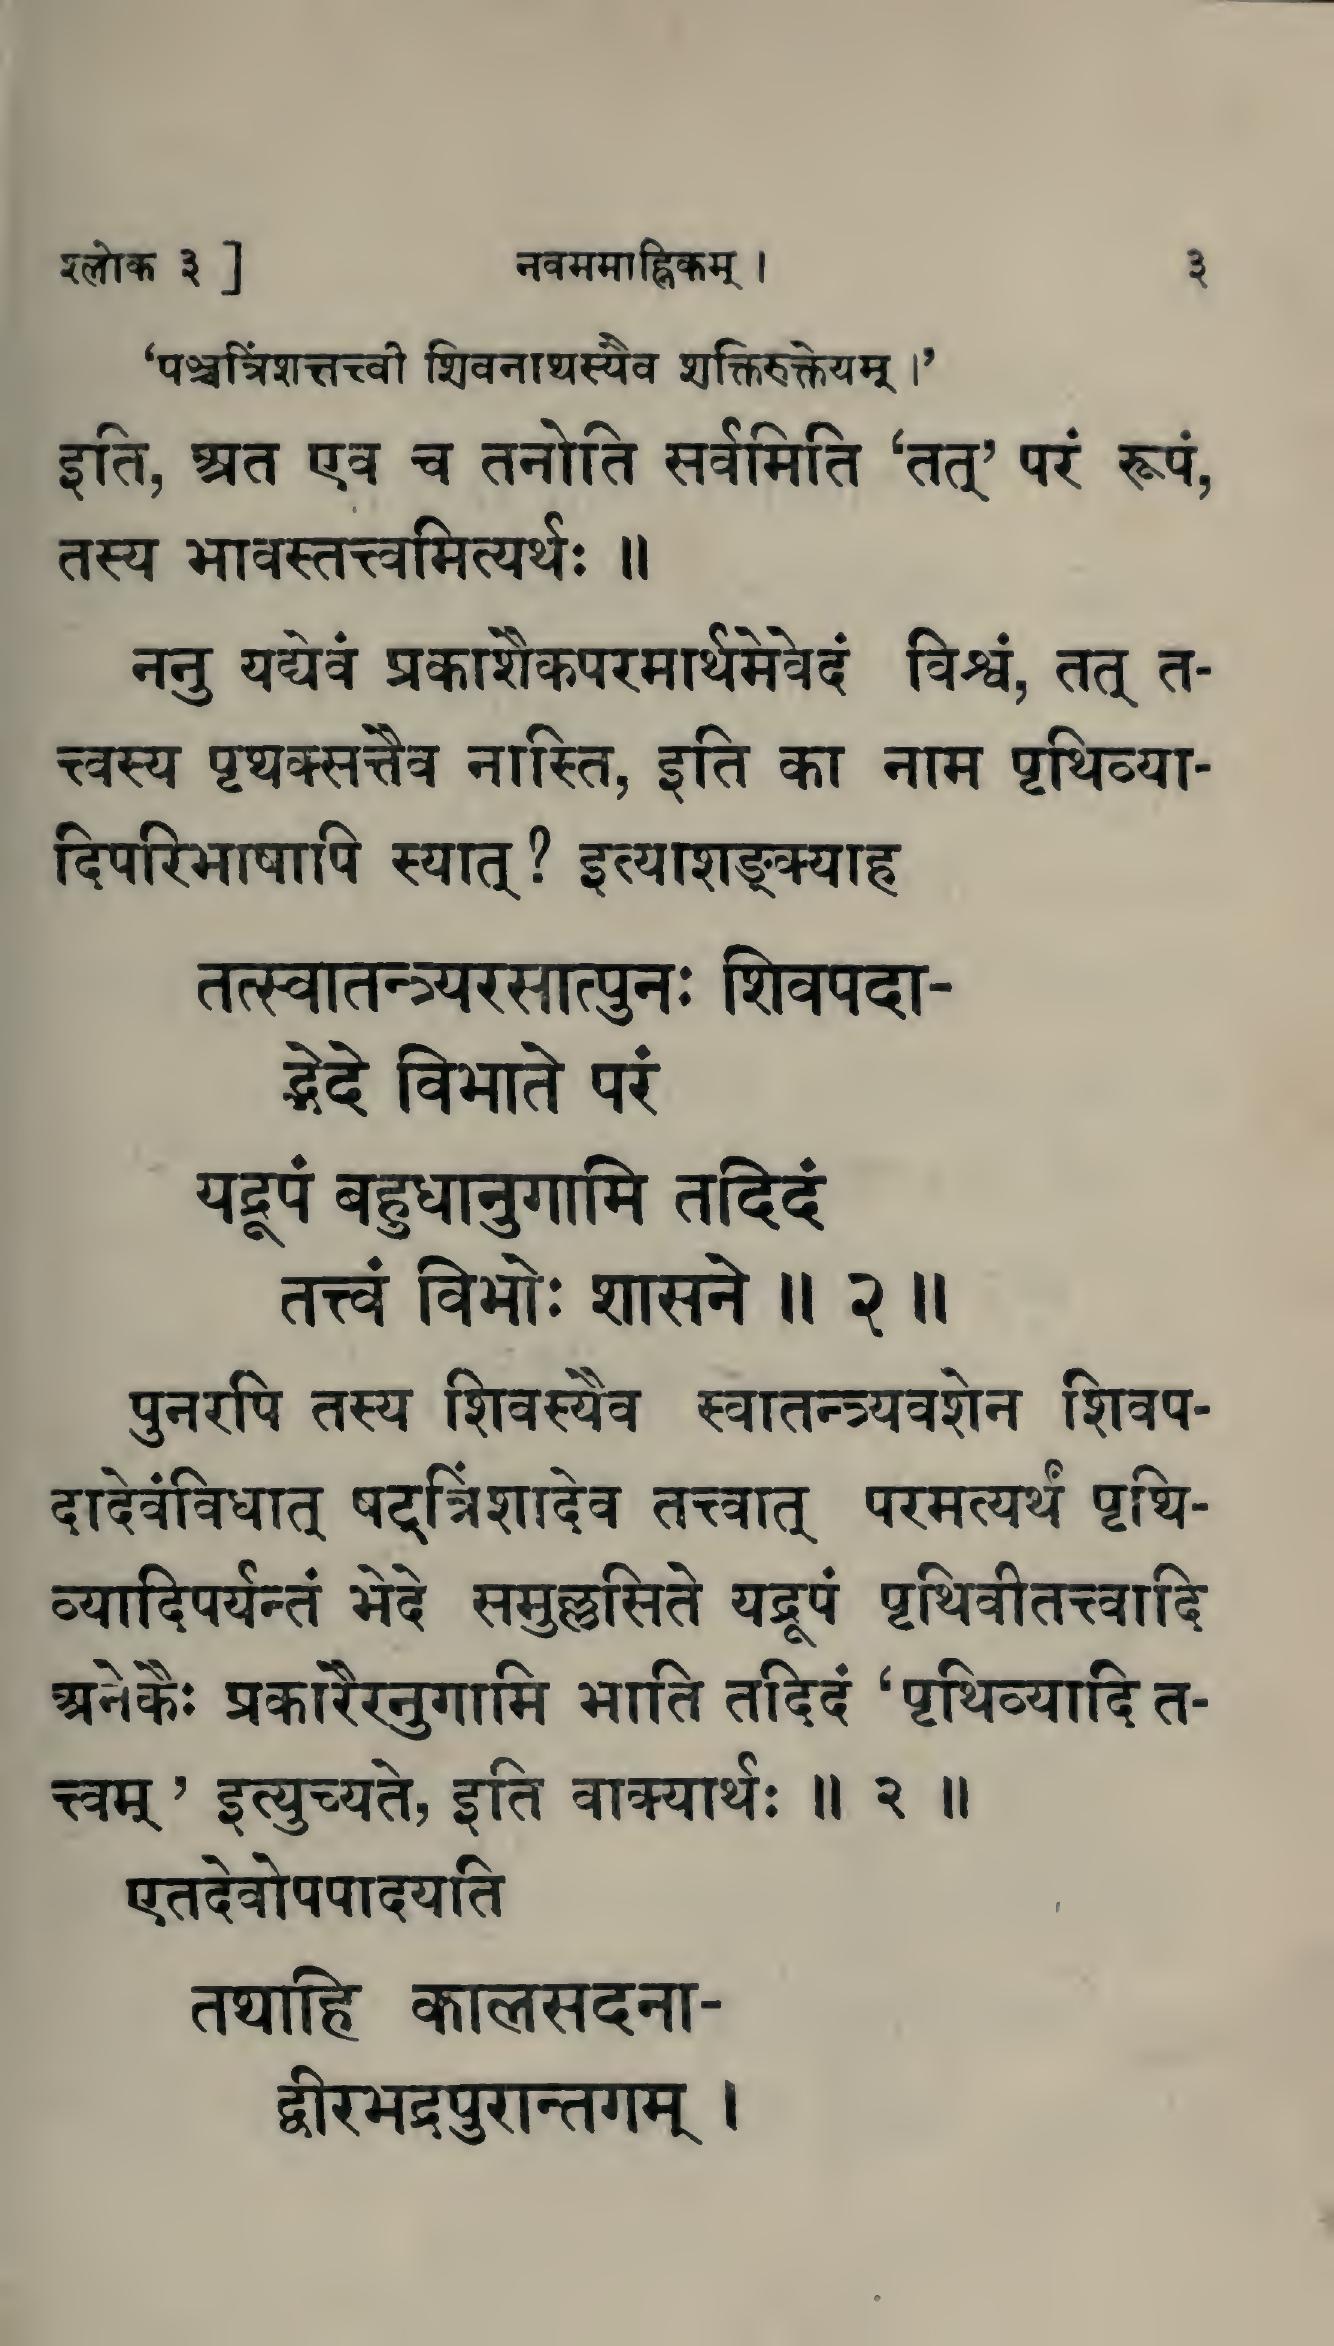 श्लोक ३ ] नवममाह्निकम् । ३
‘पञ्चत्रिंशत्तत्त्वी शिवनाथस्यैव शक्तिरुक्तेयम् ।’
इति, अत एव च तनोति सर्वमिति ‘तत्’ परं रूपं,
तस्य भावस्तत्त्वमित्यर्थः ॥
ननु यद्येवं प्रकाशैकपरमार्थमेवेदं विश्वं, तत् त-
त्त्वस्य पृथक्सत्तैव नास्ति, इति का नाम पृथिव्या-
दिपरिभाषापि स्यात् ? इत्याशङ्क्याह
तत्स्वातन्त्र्यरसात्पुनः शिवपदा-
द्भेदे विभाते परं
यद्रूपं बहुधानुगामि तदिदं
तत्त्वं विभोः शासने ॥ २ ॥
पुनरपि तस्य शिवस्यैव स्वातन्त्र्यवशेन शिवप-
दादेवंविधात् षट्त्रिंशादेव तत्त्वात् परमत्यर्थं पृथि-
व्यादिपर्यन्तं भेदे समुल्लसिते यद्रूपं पृथिवीतत्त्वादि
अनेकैः प्रकारैरनुगामि भाति तदिदं ‘पृथिव्यादि त-
त्त्वम् ’ इत्युच्यते, इति वाक्यार्थः ॥ २ ॥
एतदेवोपपादयति
तथाहि कालसदना-
द्वीरभद्रपुरान्तगम् ।